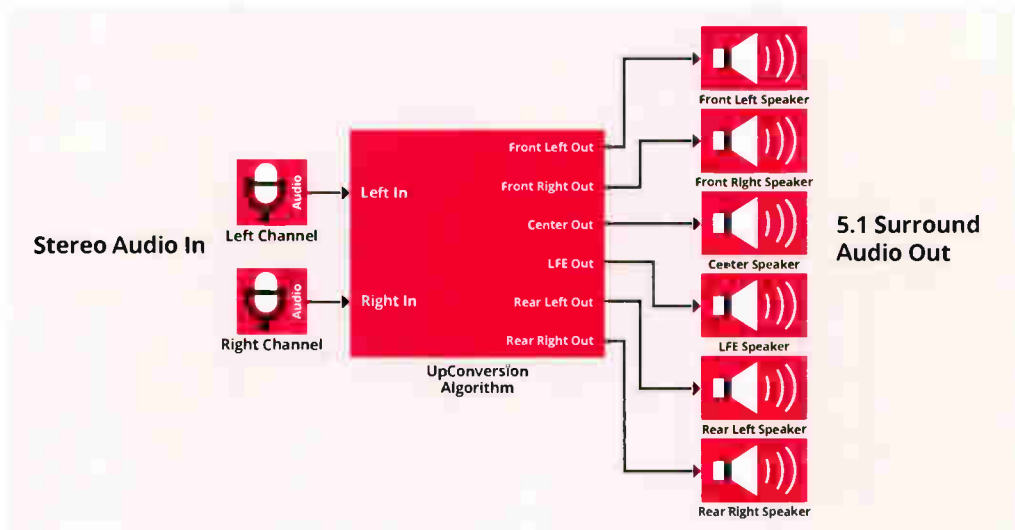 Stereo Audio In
Audio
Left Channel
Audio
Right Channel
Left In
Right In
Front Left Out
Front Right Out
Center Out
LFE Out
Rear Left Out
Rear Right Out
UpConversion
Algorithm
Front Left Speaker
Front Right Speaker
Center Speaker
LFE Speaker
Rear Left Speaker
Rear Right Speaker
5.1 Surround
Audio Out